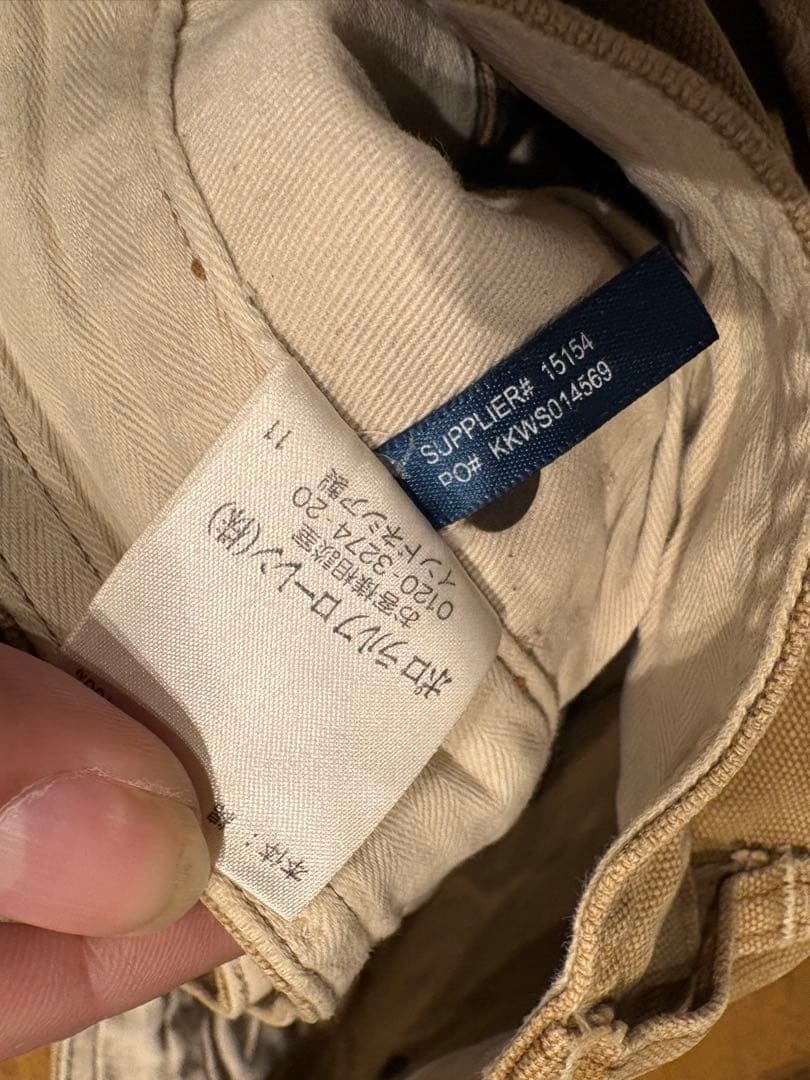 SUPPLIER# 15154
PO# KKWS014569
本体:綿
ポロ ラルフ ローレン(株)
お客様相談室
0120-3274-20
インドネシア製
11